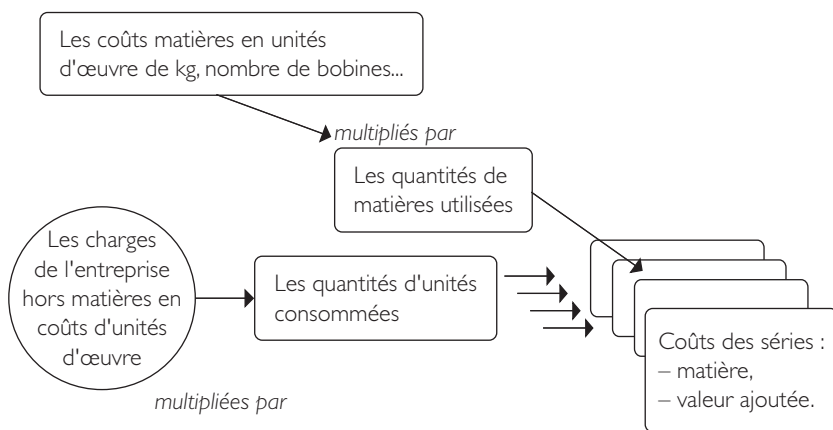 Les coûts matières en unités
d'œuvre de kg, nombre de bobines...
multipliés par
Les quantités de
matières utilisées
Les charges
de l'entreprise
hors matières en
coûts d'unités
d'œuvre
Les quantités d'unités
consommées
multipliées par
Coûts des séries :
– matière,
– valeur ajoutée.